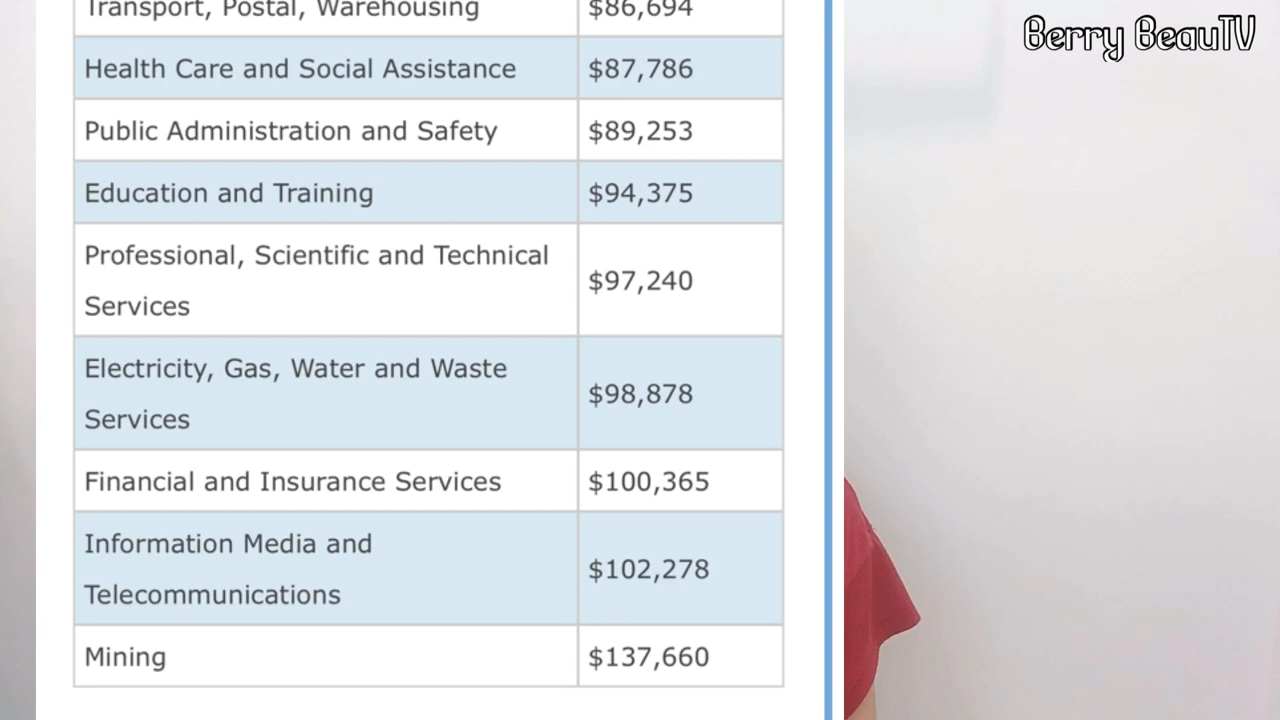 Berry BeauTV
Transport, Postal, Warehousing $86,694
Health Care and Social Assistance $87,786
Public Administration and Safety $89,253
Education and Training $94,375
Professional, Scientific and Technical
Services $97,240
Electricity, Gas, Water and Waste
Services $98,878
Financial and Insurance Services $100,365
Information Media and
Telecommunications $102,278
Mining $137,660